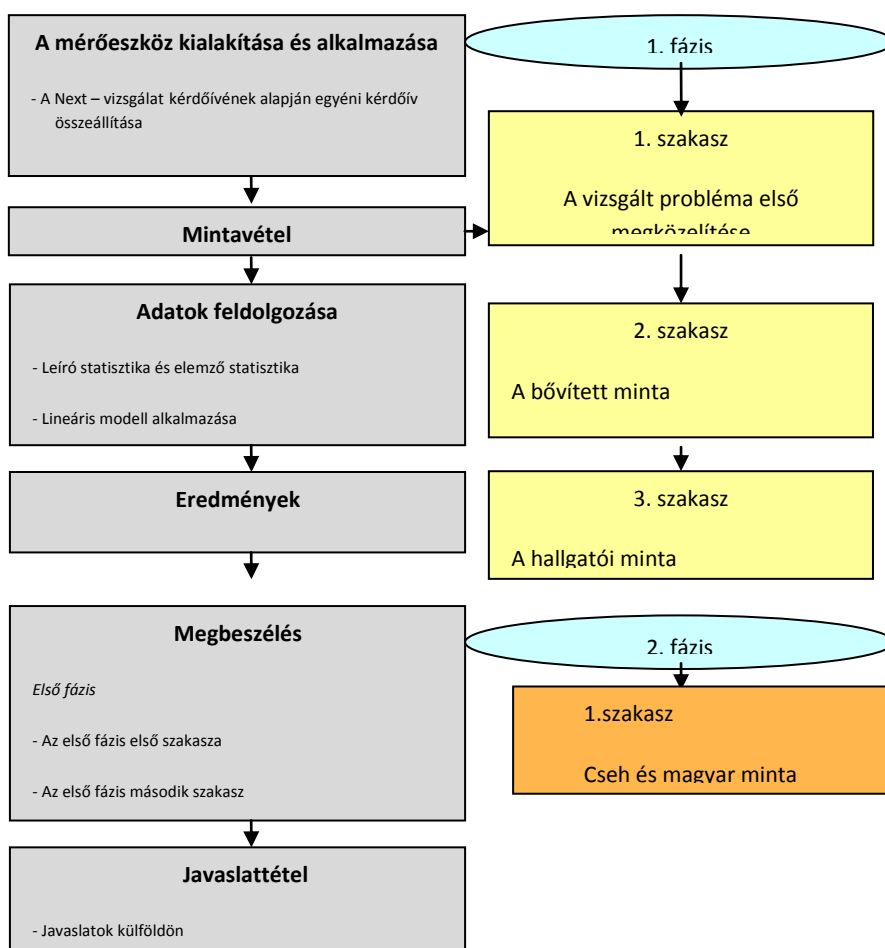 A mérőeszköz kialakítása és alkalmazása
- A Next – vizsgálat kérdőívének alapján egyéni kérdőív
összeállítása
Mintavétel
Adatok feldolgozása
- Leíró statisztika és elemző statisztika
- Lineáris modell alkalmazása
Eredmények
Megbeszélés
Első fázis
- Az első fázis első szakasza
- Az első fázis második szakasz
Javaslattétel
- Javaslatok külföldön
1. fázis
1. szakasz
A vizsgált probléma első
megközelítése
2. szakasz
A bővített minta
3. szakasz
A hallgatói minta
2. fázis
1.szakasz
Cseh és magyar minta